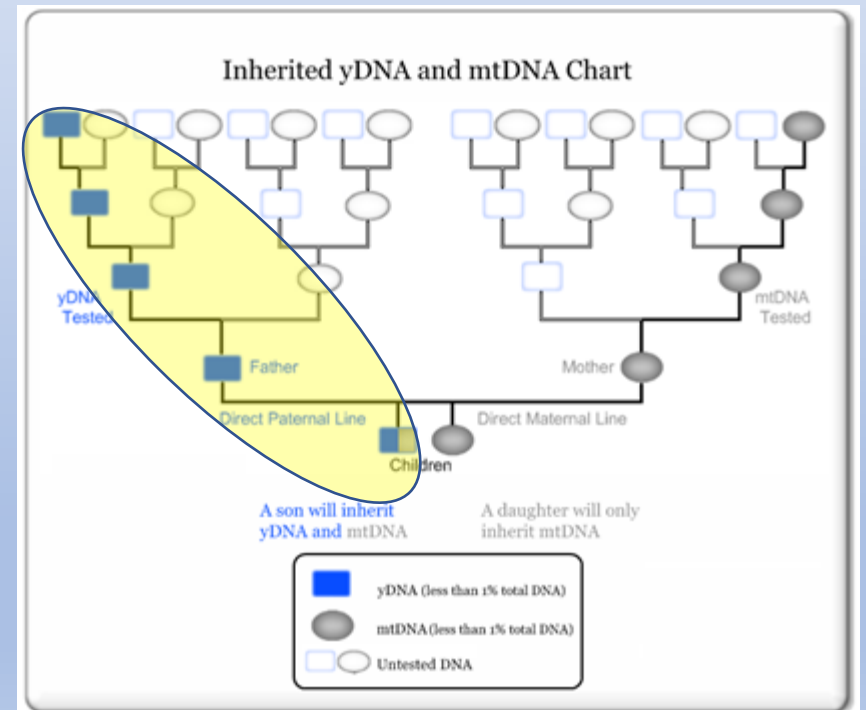 Inherited yDNA and mtDNA Chart
yDNA
Tested
mtDNA
Tested
Father
Mother
Direct Paternal Line
Direct Maternal Line
Children
A son will inherit
yDNA and mtDNA
A daughter will only
inherit mtDNA
yDNA (less than 1% total DNA)
mtDNA(less than 1% total DNA)
Untested DNA